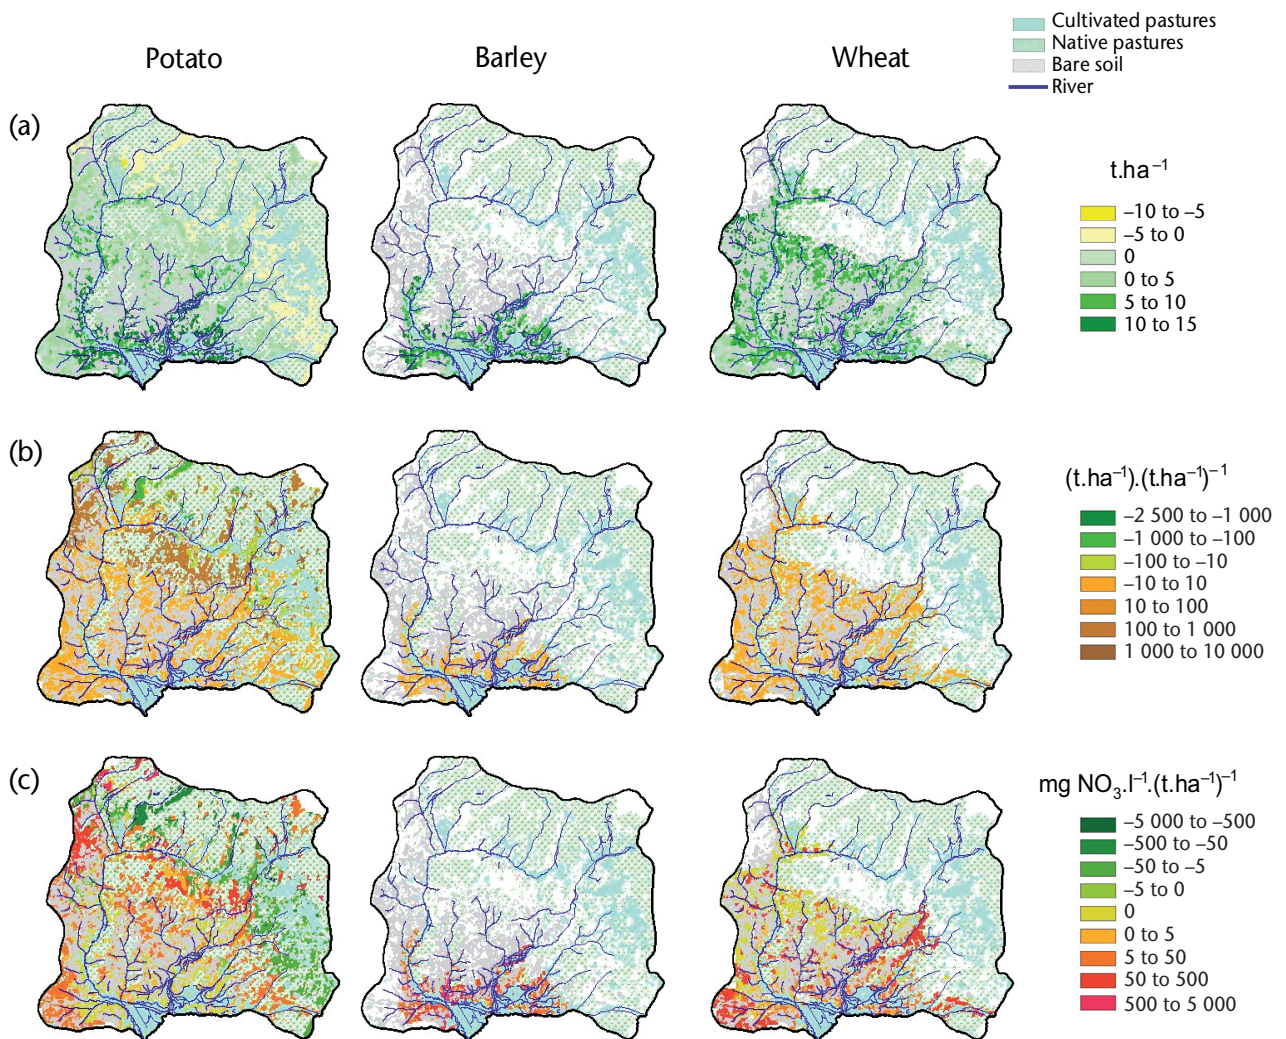 Cultivated pastures
Native pastures
Bare soil
River
Potato
Barley
Wheat
(a)
t.ha⁻¹
–10 to –5
–5 to 0
0
0 to 5
5 to 10
10 to 15
(b)
(t.ha⁻¹).(t.ha⁻¹)⁻¹
–2 500 to –1 000
–1 000 to –100
–100 to –10
–10 to 10
10 to 100
100 to 1 000
1 000 to 10 000
(c)
mg NO₃.l⁻¹.(t.ha⁻¹)⁻¹
–5 000 to –500
–500 to –50
–50 to –5
–5 to 0
0
0 to 5
5 to 50
50 to 500
500 to 5 000